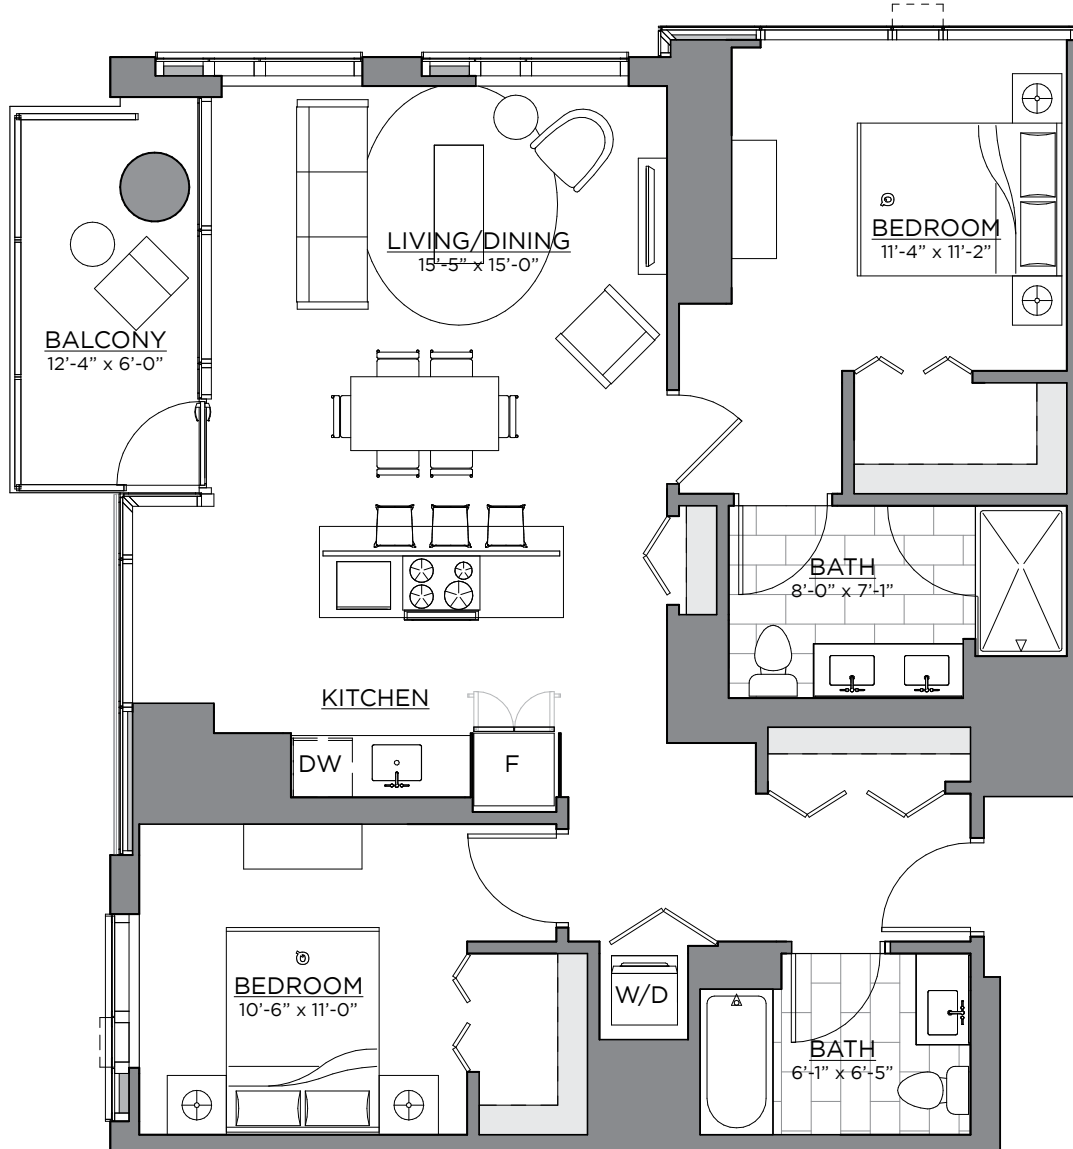 BEDROOM
11’-4” x 11’-2”
LIVING/DINING
15’-5” x 15’-0”
BALCONY
12’-4” x 6’-0”
BATH
8’-0” x 7’-1”
KITCHEN
DW
F
BEDROOM
10’-6” x 11’-0”
W/D
BATH
6’-1” x 6’-5”